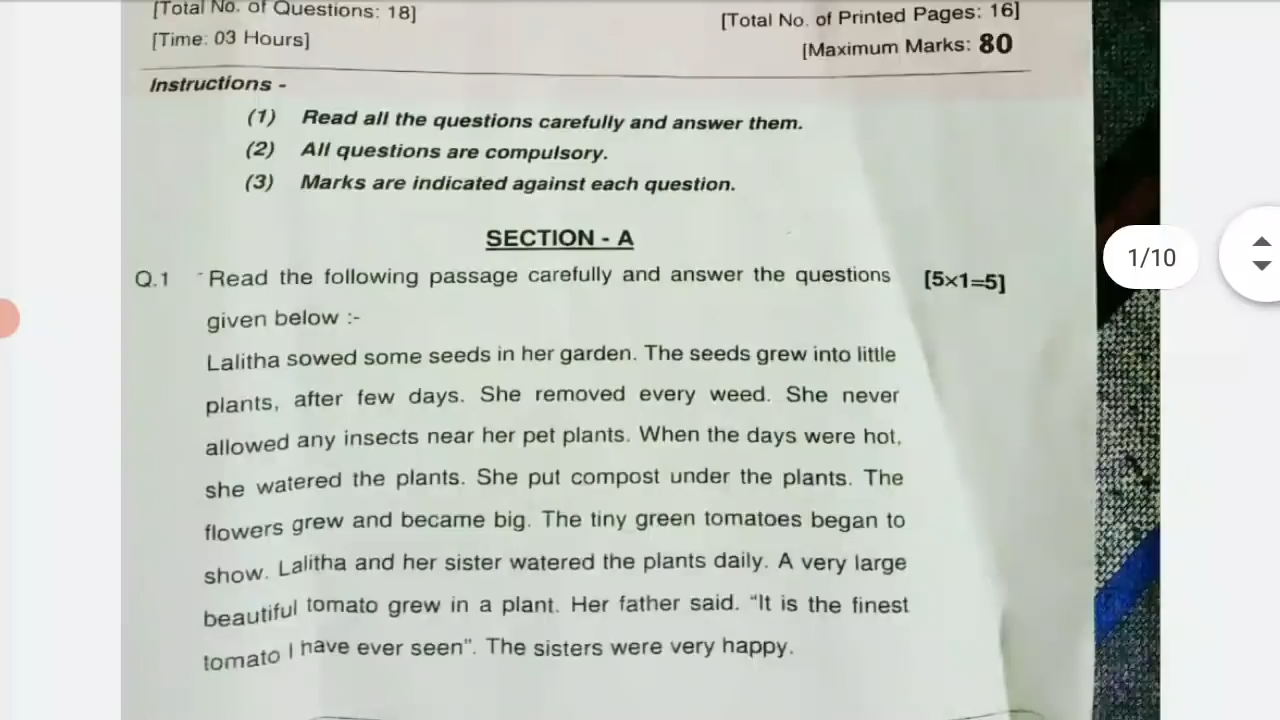 [Total No. of Questions: 18]
[Total No. of Printed Pages: 16]
[Time: 03 Hours]
[Maximum Marks: 80
Instructions -
(1) Read all the questions carefully and answer them.
(2) All questions are compulsory.
(3) Marks are indicated against each question.
SECTION - A
1/10
Q.1 Read the following passage carefully and answer the questions [5×1=5]
given below :-
Lalitha sowed some seeds in her garden. The seeds grew into little
plants, after few days. She removed every weed. She never
allowed any insects near her pet plants. When the days were hot,
she watered the plants. She put compost under the plants. The
flowers grew and became big. The tiny green tomatoes began to
show. Lalitha and her sister watered the plants daily. A very large
beautiful tomato grew in a plant. Her father said. "It is the finest
tomato I have ever seen". The sisters were very happy.